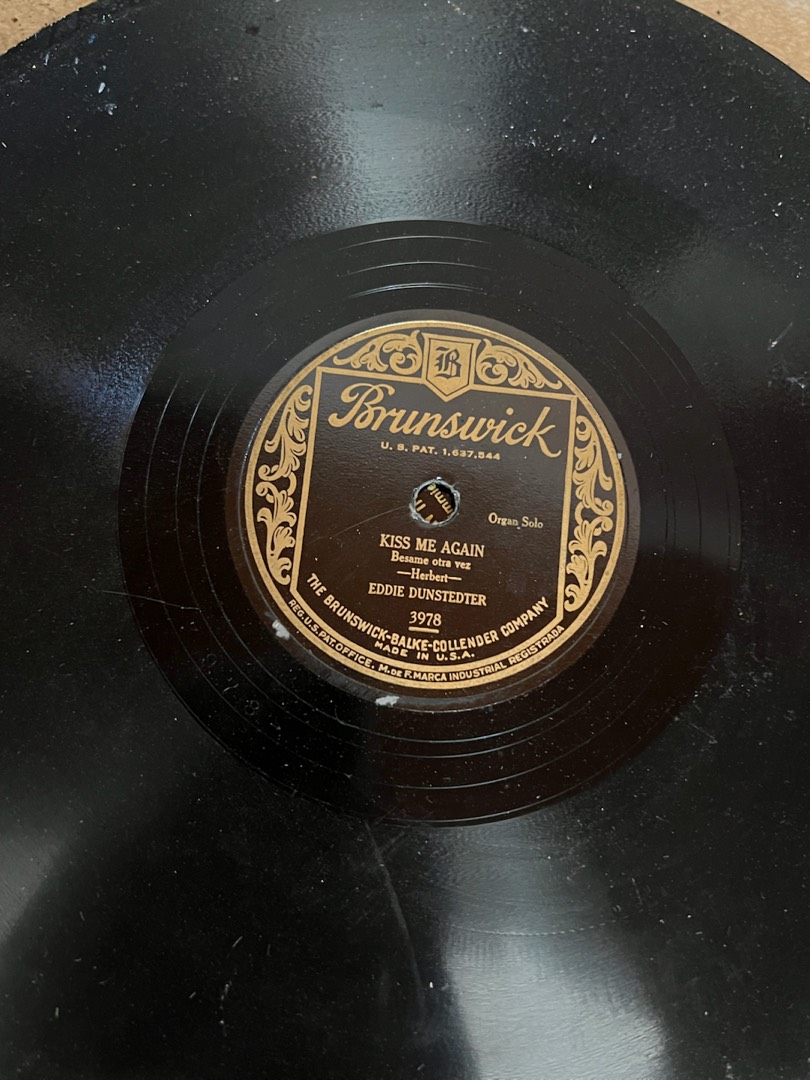 B
Brunswick
U. S. PAT. 1,637,544
Organ Solo
KISS ME AGAIN
Besame otra vez
—Herbert—
EDDIE DUNSTEDTER
3978
THE BRUNSWICK-BALKE-COLLENDER COMPANY
MADE IN U.S.A.
REG. U.S. PAT. OFFICE. M. DE F. MARCA INDUSTRIAL REGISTRADA